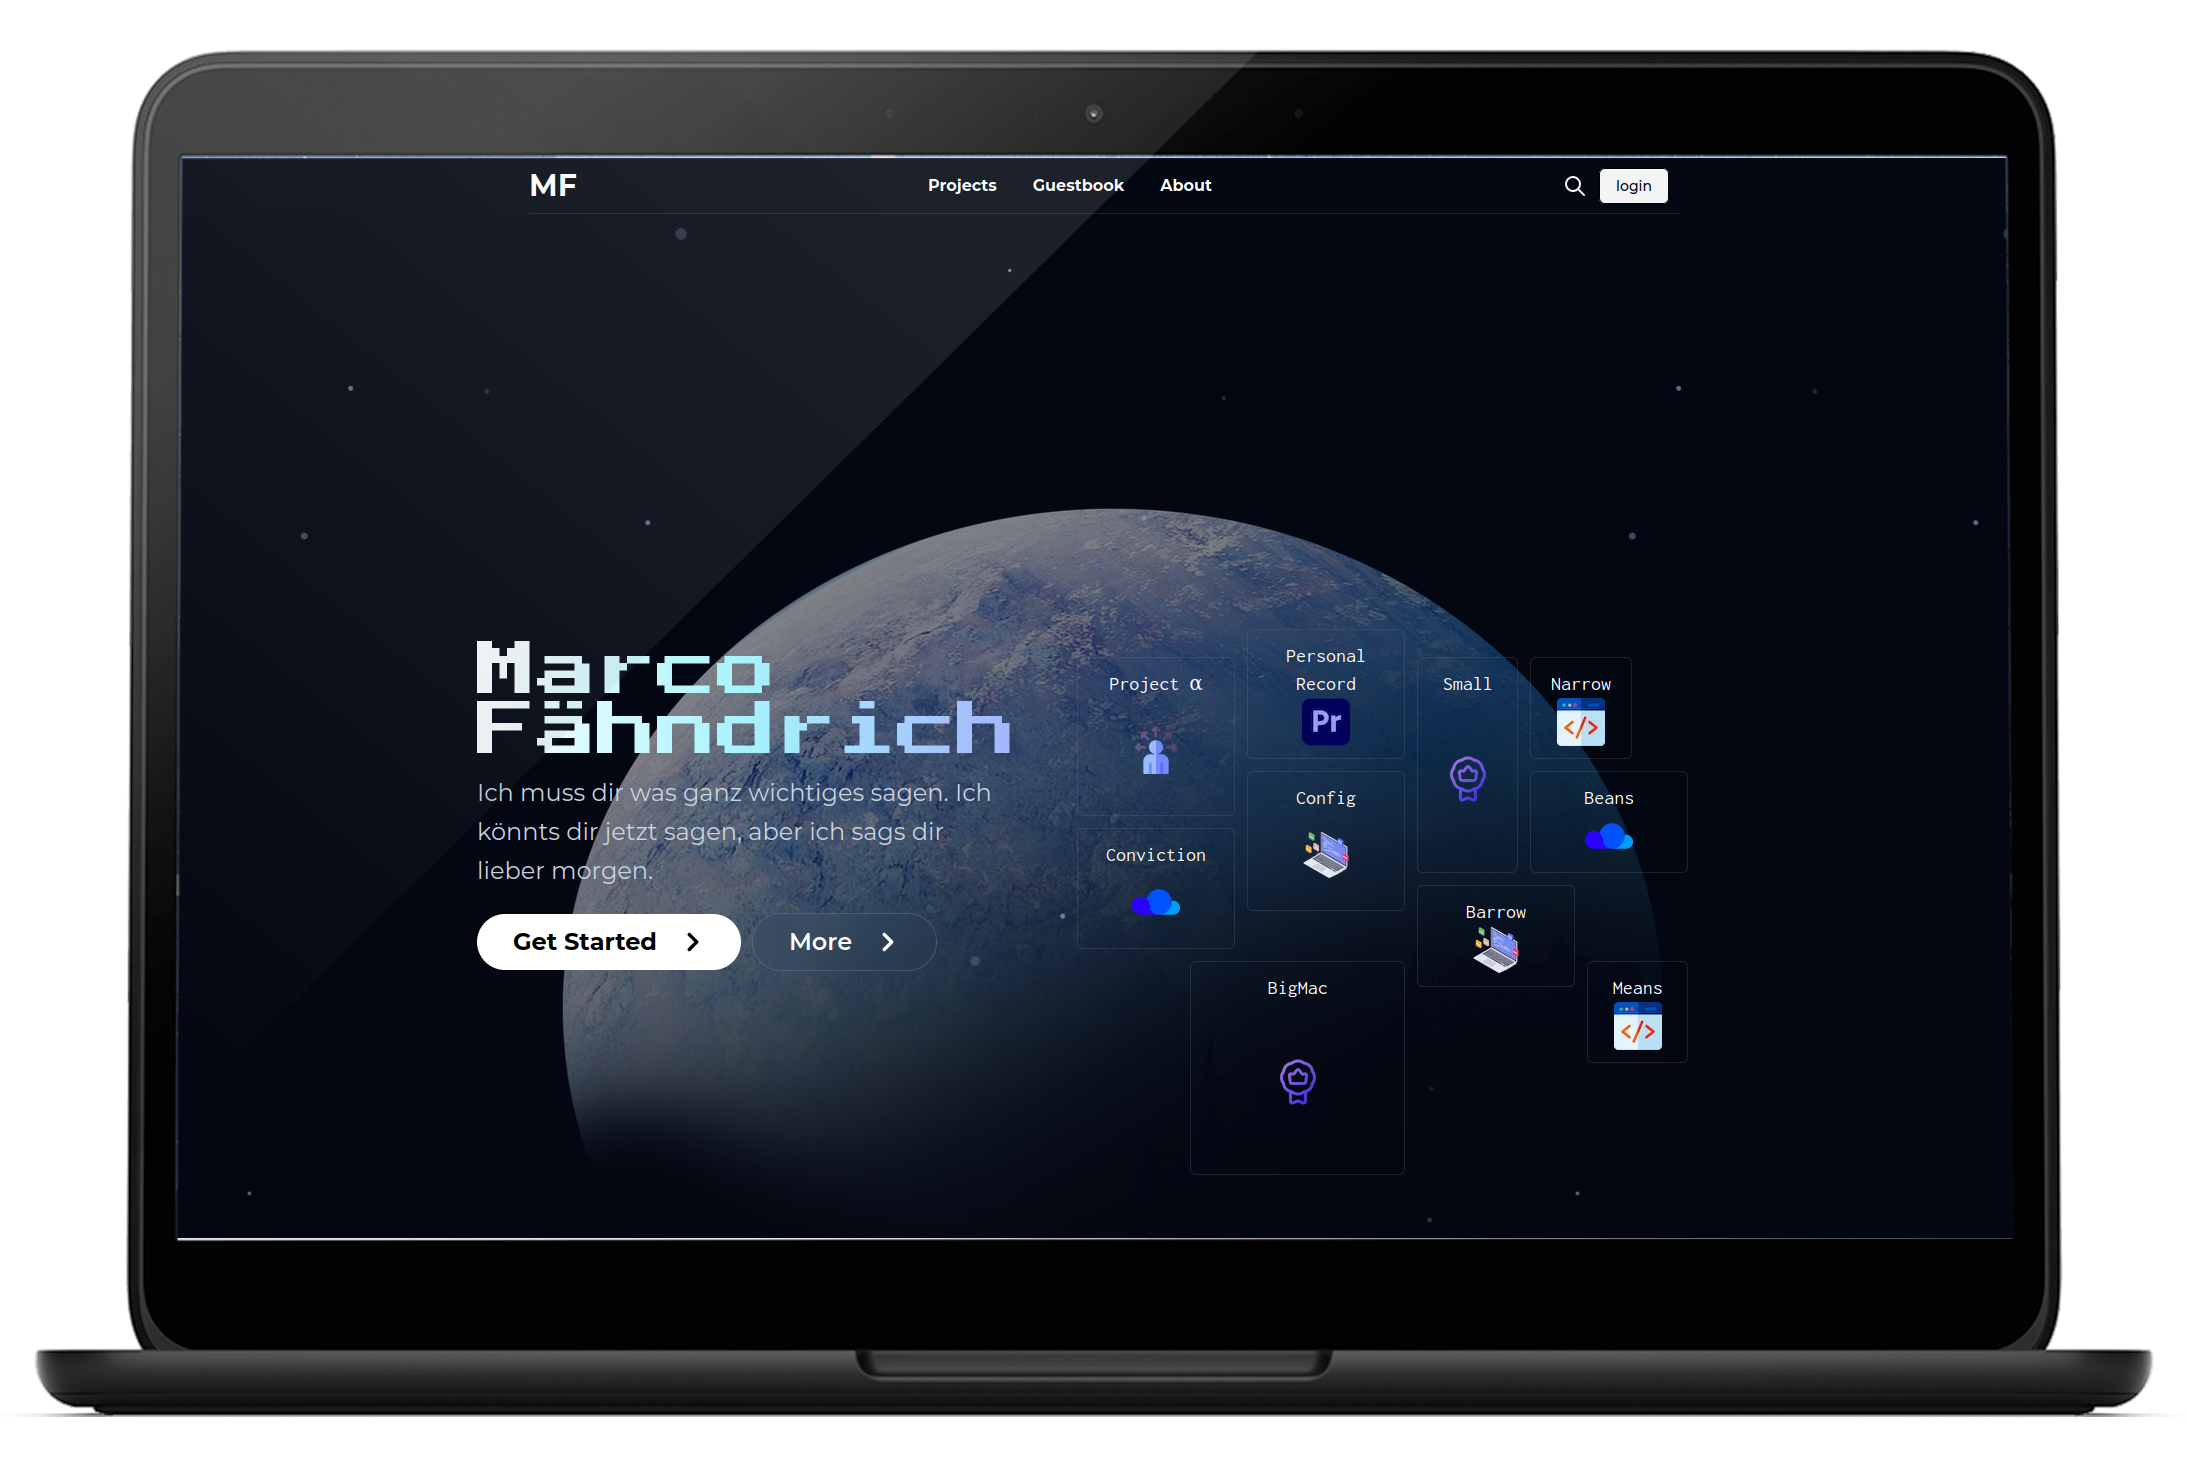 MF
Projects Guestbook About
login
Marco
Fähndrich
Ich muss dir was ganz wichtiges sagen. Ich
könnts dir jetzt sagen, aber ich sags dir
lieber morgen.
Get Started
More
Project α
Personal
Record
Pr
Small
Narrow
</>
Config
Beans
Conviction
Barrow
BigMac
Means
</>